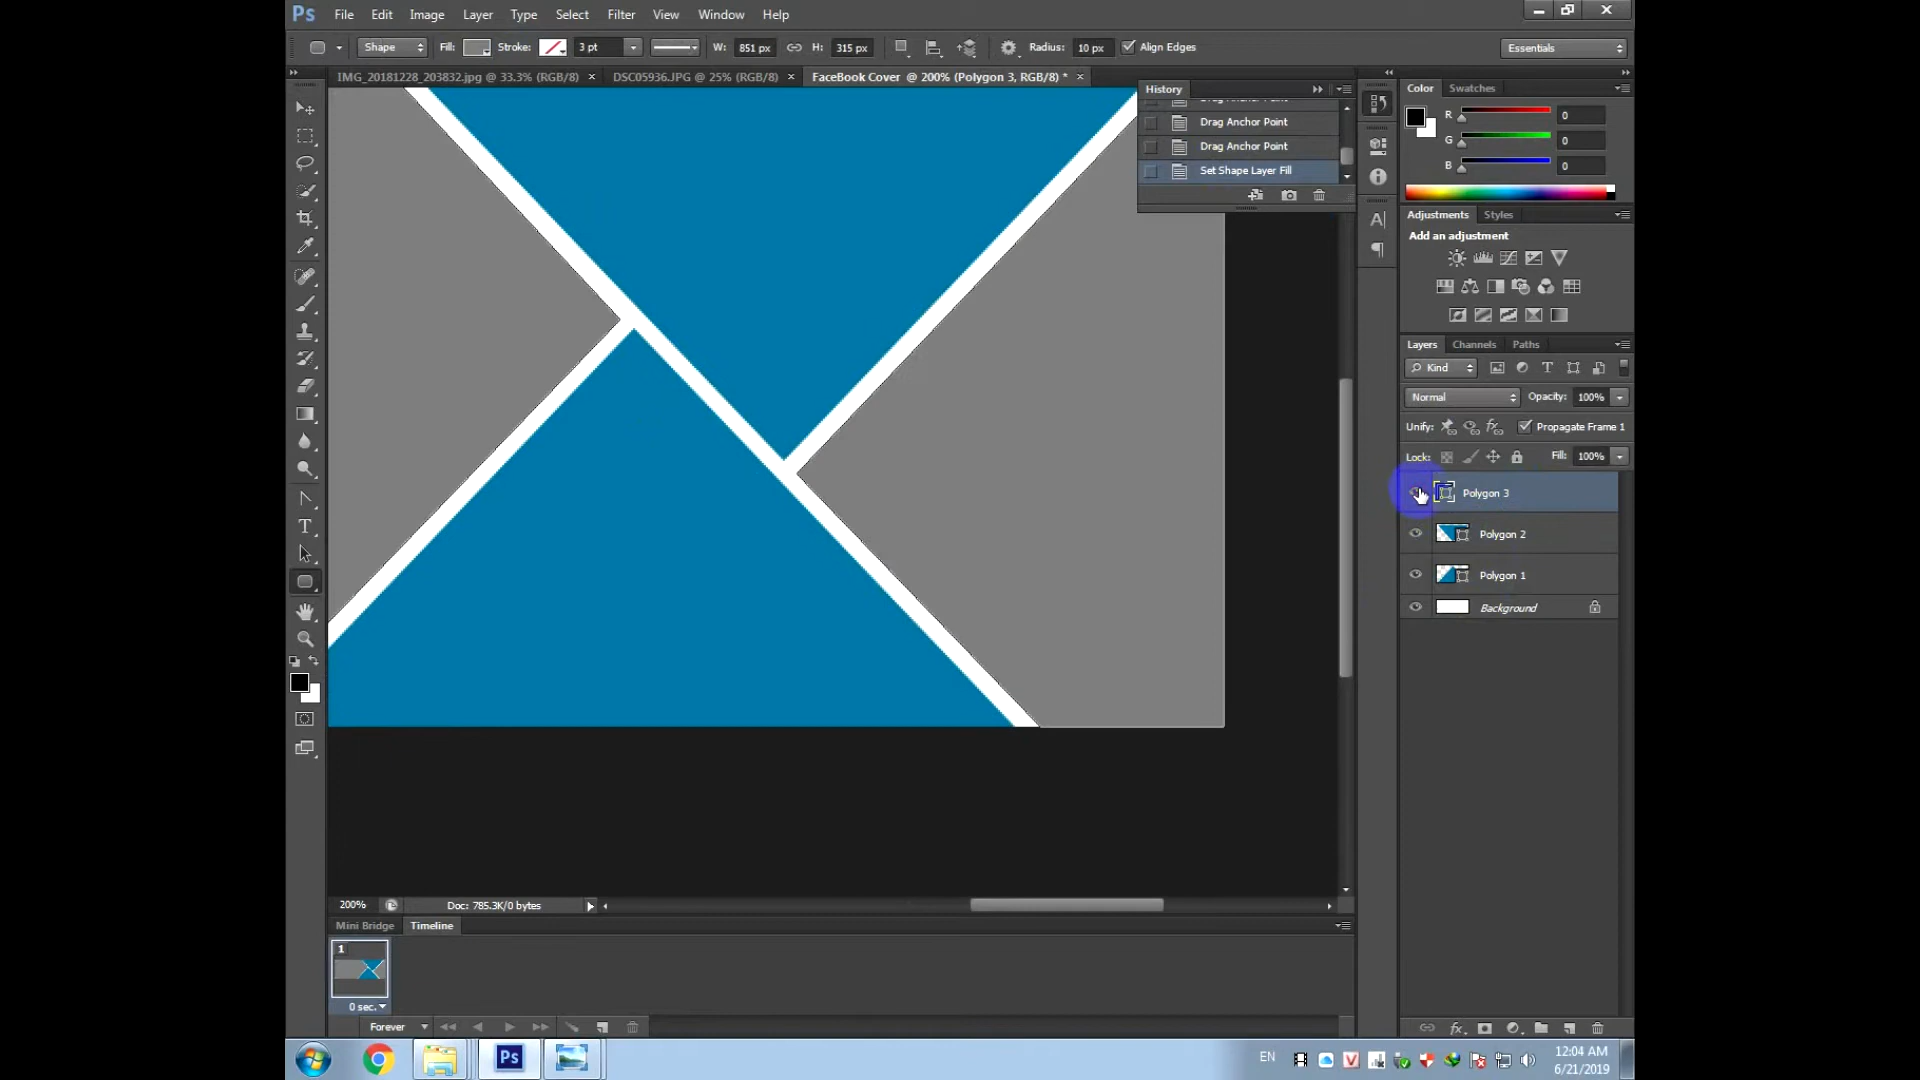 Ps File Edit Image Layer Select Type Filter View Window Help
Shape Fill: Stroke: 3 pt W: 851 px H: 315 px Radius: 10 px Align Edges Essentials
IMG_20181228_203832.jpg @ 33.3% (RGB/8) × DSC05936.JPG @ 25% (RGB/8) × FaceBook Cover @ 200% (Polygon 3, RGB/8) * ×
History
Drag Anchor Point
Drag Anchor Point
Set Shape Layer Fill
Color Swatches
R 0
G 0
B 0
Adjustments Styles
Add an adjustment
Layers Channels Paths
Kind
Normal Opacity: 100%
Unify: Propagate Frame 1
Lock: Fill: 100%
Polygon 3
Polygon 2
Polygon 1
Background
200% Doc: 785.3K/0 bytes
Mini Bridge Timeline
1
0 sec.
Forever
Ps EN 12:04 AM
6/21/2019